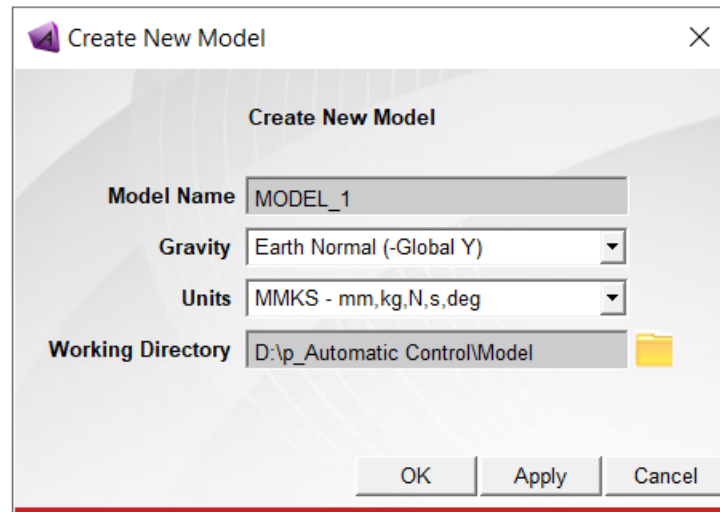 Create New Model
Create New Model
Model Name MODEL_1
Gravity Earth Normal (-Global Y)
Units MMKS - mm,kg,N,s,deg
Working Directory D:\p_Automatic Control\Model
OK Apply Cancel